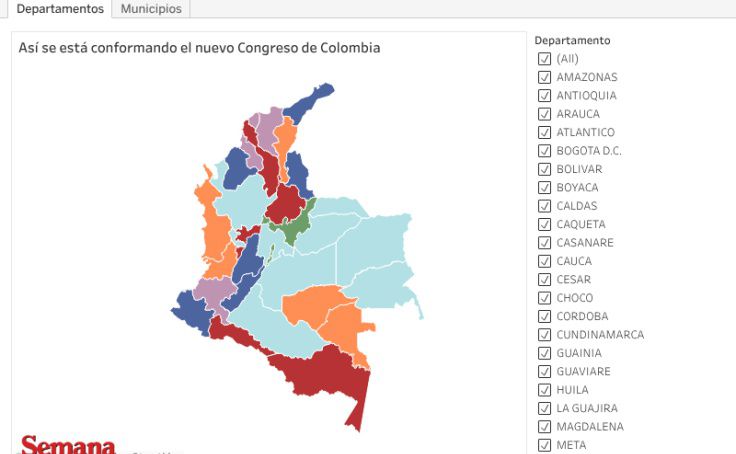 Departamentos
Municipios
Así se está conformando el nuevo Congreso de Colombia
Semana
Departamento
(All)
AMAZONAS
ANTIOQUIA
ARAUCA
ATLANTICO
BOGOTA D.C.
BOLIVAR
BOYACA
CALDAS
CAQUETA
CASANARE
CAUCA
CESAR
CHOCO
CORDOBA
CUNDINAMARCA
GUAINIA
GUAVIARE
HUILA
LA GUAJIRA
MAGDALENA
META